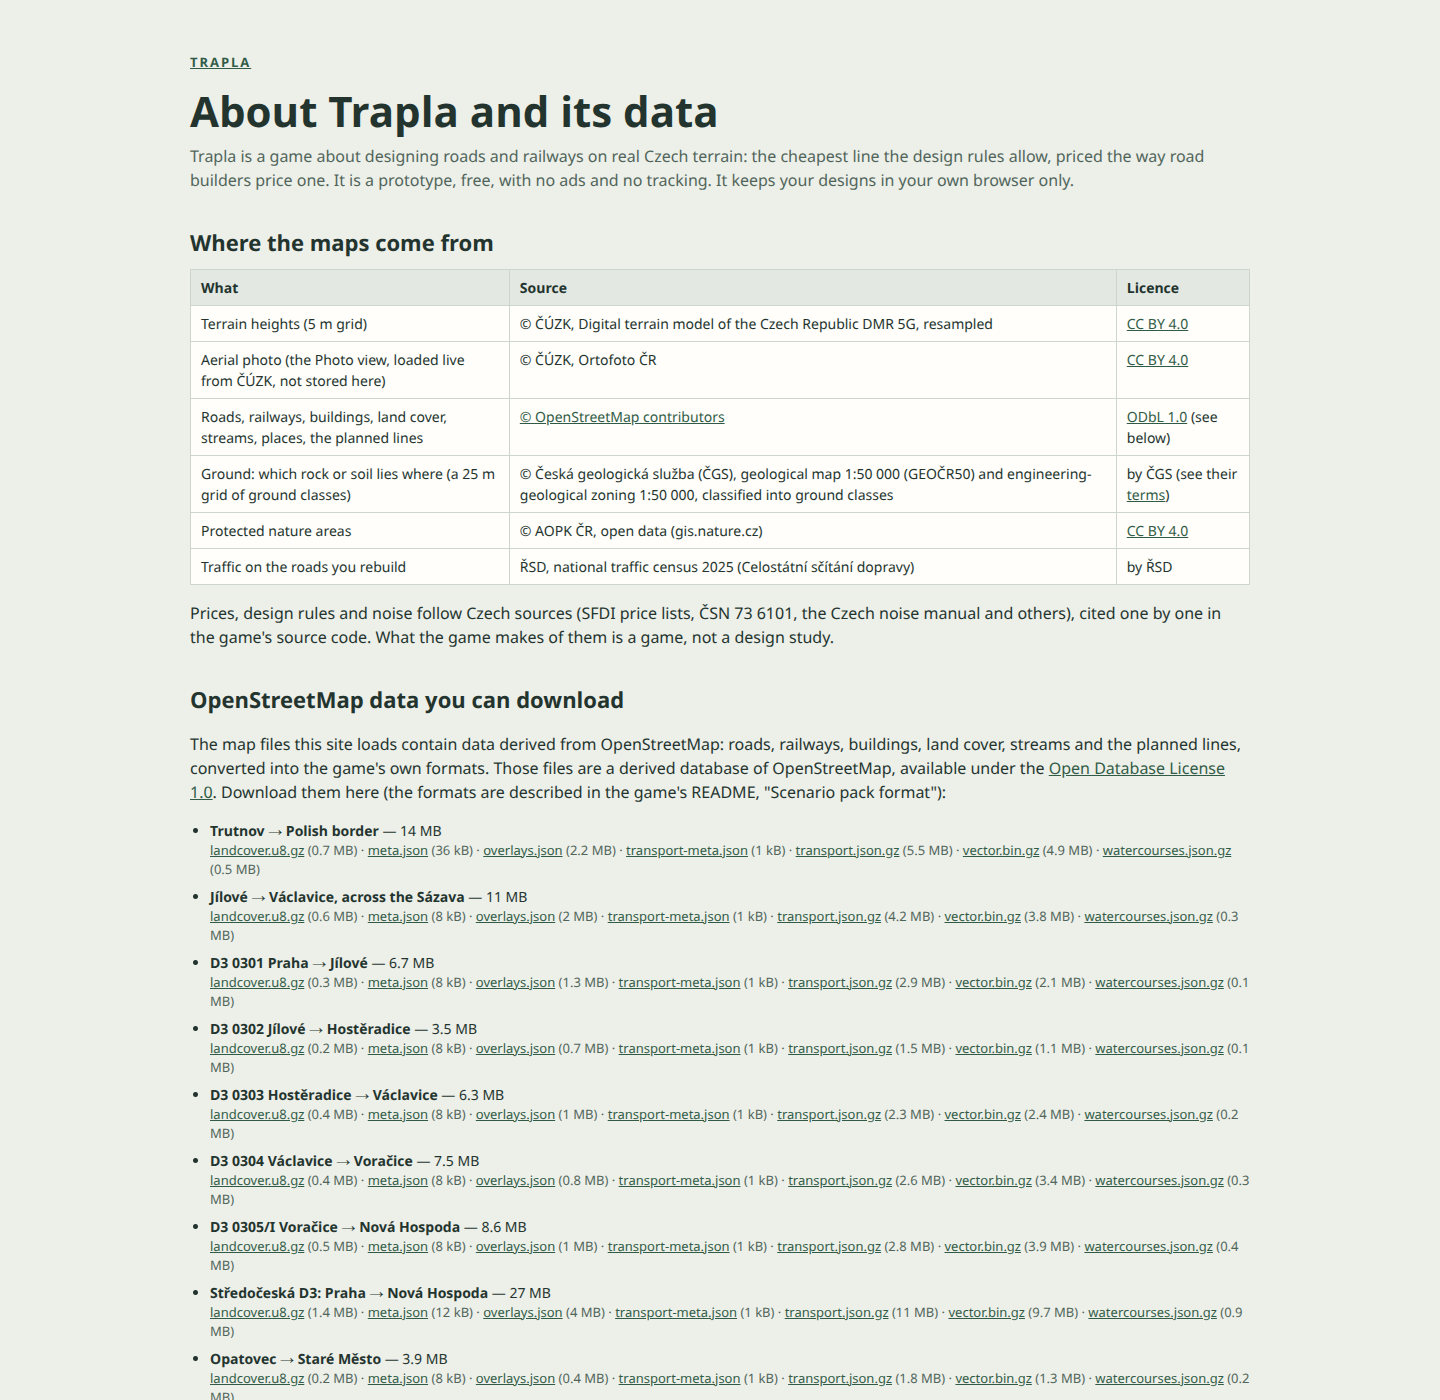 TRAPLA
About Trapla and its data
Trapla is a game about designing roads and railways on real Czech terrain: the cheapest line the design rules allow, priced the way road
builders price one. It is a prototype, free, with no ads and no tracking. It keeps your designs in your own browser only.
Where the maps come from
What Source Licence
Terrain heights (5 m grid) © ČÚZK, Digital terrain model of the Czech Republic DMR 5G, resampled CC BY 4.0
Aerial photo (the Photo view, loaded live © ČÚZK, Ortofoto ČR CC BY 4.0
from ČÚZK, not stored here)
Roads, railways, buildings, land cover, © OpenStreetMap contributors ODbL 1.0 (see
streams, places, the planned lines below)
Ground: which rock or soil lies where (a 25 m © Česká geologická služba (ČGS), geological map 1:50 000 (GEOČR50) and engineering- by ČGS (see their
grid of ground classes) geological zoning 1:50 000, classified into ground classes terms)
Protected nature areas © AOPK ČR, open data (gis.nature.cz) CC BY 4.0
Traffic on the roads you rebuild ŘSD, national traffic census 2025 (Celostátní sčítání dopravy) by ŘSD
Prices, design rules and noise follow Czech sources (SFDI price lists, ČSN 73 6101, the Czech noise manual and others), cited one by one in
the game's source code. What the game makes of them is a game, not a design study.
OpenStreetMap data you can download
The map files this site loads contain data derived from OpenStreetMap: roads, railways, buildings, land cover, streams and the planned lines,
converted into the game's own formats. Those files are a derived database of OpenStreetMap, available under the Open Database License
1.0. Download them here (the formats are described in the game's README, "Scenario pack format"):
• Trutnov → Polish border — 14 MB
landcover.u8.gz (0.7 MB) · meta.json (36 kB) · overlays.json (2.2 MB) · transport-meta.json (1 kB) · transport.json.gz (5.5 MB) · vector.bin.gz (4.9 MB) · watercourses.json.gz
(0.5 MB)
• Jílové → Václavice, across the Sázava — 11 MB
landcover.u8.gz (0.6 MB) · meta.json (8 kB) · overlays.json (2 MB) · transport-meta.json (1 kB) · transport.json.gz (4.2 MB) · vector.bin.gz (3.8 MB) · watercourses.json.gz (0.3
MB)
• D3 0301 Praha → Jílové — 6.7 MB
landcover.u8.gz (0.3 MB) · meta.json (8 kB) · overlays.json (1.3 MB) · transport-meta.json (1 kB) · transport.json.gz (2.9 MB) · vector.bin.gz (2.1 MB) · watercourses.json.gz (0.1
MB)
• D3 0302 Jílové → Hostěradice — 3.5 MB
landcover.u8.gz (0.2 MB) · meta.json (8 kB) · overlays.json (0.7 MB) · transport-meta.json (1 kB) · transport.json.gz (1.5 MB) · vector.bin.gz (1.1 MB) · watercourses.json.gz (0.1
MB)
• D3 0303 Hostěradice → Václavice — 6.3 MB
landcover.u8.gz (0.4 MB) · meta.json (8 kB) · overlays.json (1 MB) · transport-meta.json (1 kB) · transport.json.gz (2.3 MB) · vector.bin.gz (2.4 MB) · watercourses.json.gz (0.2
MB)
• D3 0304 Václavice → Voračice — 7.5 MB
landcover.u8.gz (0.4 MB) · meta.json (8 kB) · overlays.json (0.8 MB) · transport-meta.json (1 kB) · transport.json.gz (2.6 MB) · vector.bin.gz (3.4 MB) · watercourses.json.gz (0.3
MB)
• D3 0305/I Voračice → Nová Hospoda — 8.6 MB
landcover.u8.gz (0.5 MB) · meta.json (8 kB) · overlays.json (1 MB) · transport-meta.json (1 kB) · transport.json.gz (2.8 MB) · vector.bin.gz (3.9 MB) · watercourses.json.gz (0.4
MB)
• Středočeská D3: Praha → Nová Hospoda — 27 MB
landcover.u8.gz (1.4 MB) · meta.json (12 kB) · overlays.json (4 MB) · transport-meta.json (1 kB) · transport.json.gz (11 MB) · vector.bin.gz (9.7 MB) · watercourses.json.gz (0.9
MB)
• Opatovec → Staré Město — 3.9 MB
landcover.u8.gz (0.2 MB) · meta.json (8 kB) · overlays.json (0.4 MB) · transport-meta.json (1 kB) · transport.json.gz (1.8 MB) · vector.bin.gz (1.3 MB) · watercourses.json.gz (0.2
MB)